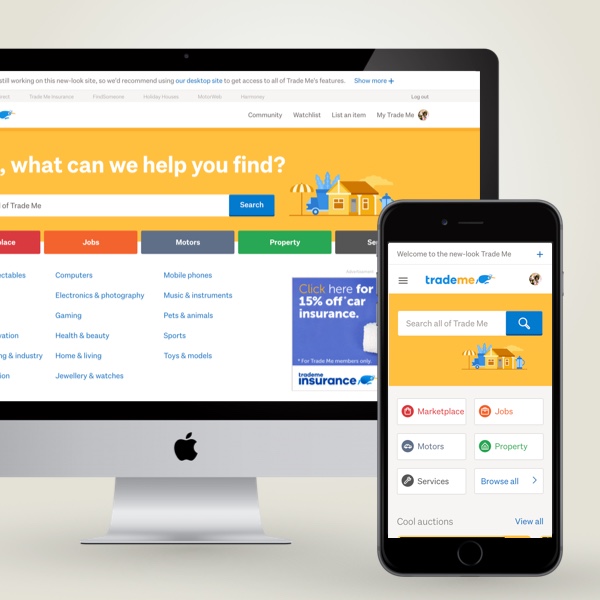 still working on this new-look site, so we'd recommend using our desktop site to get access to all of Trade Me's features. Show more +
Trade Me Insurance FindSomeone Holiday Houses MotorWeb Harmoney Log out
Community Watchlist List an item My Trade Me
, what can we help you find?
l of Trade Me Search
place Jobs Motors Property Se
ectables Computers Mobile phones
Electronics & photography Music & instruments
Gaming Pets & animals
vation Health & beauty Sports
ng & industry Home & living Toys & models
ion Jewellery & watches
Advertisement
Click here for
15% off* car
insurance.
* For Trade Me members only.
trademe
insurance
Welcome to the new-look Trade Me +
trademe
Search all of Trade Me
Marketplace Jobs
Motors Property
Services Browse all
Cool auctions View all